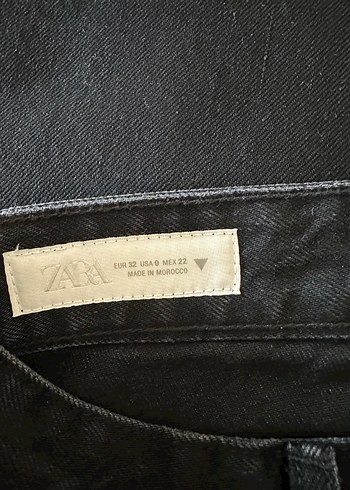 ZARA
EUR 32 USA 0 MEX 22
MADE IN MOROCCO